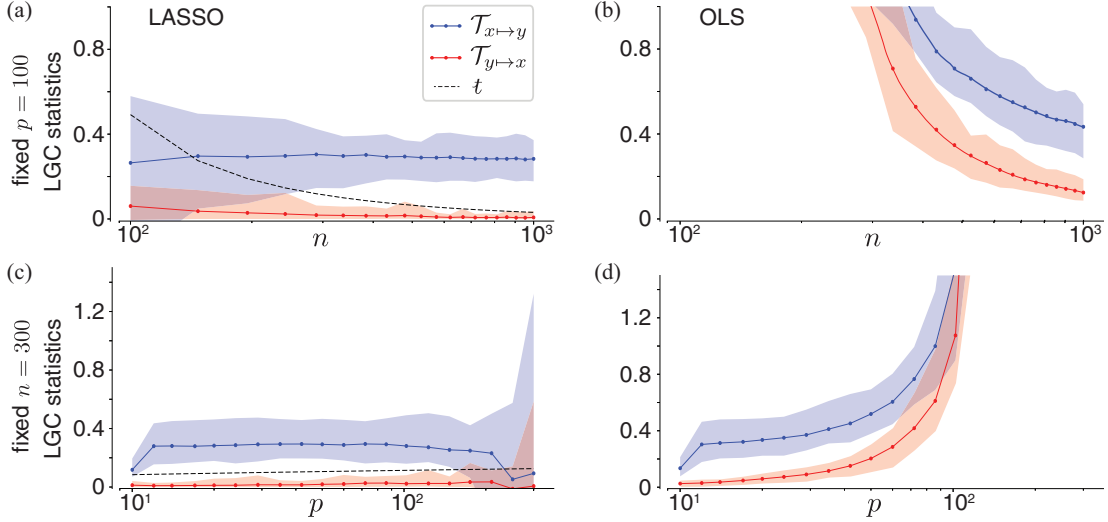 (a)
LASSO
0.8
0.4
0
fixed p = 100
LGC statistics
𝒯x↦y
𝒯y↦x
t
10²
n
10³
(b)
OLS
0.8
0.4
0
10²
n
10³
(c)
1.2
0.8
0.4
0
fixed n = 300
LGC statistics
10¹
p
10²
(d)
1.2
0.8
0.4
0
10¹
p
10²